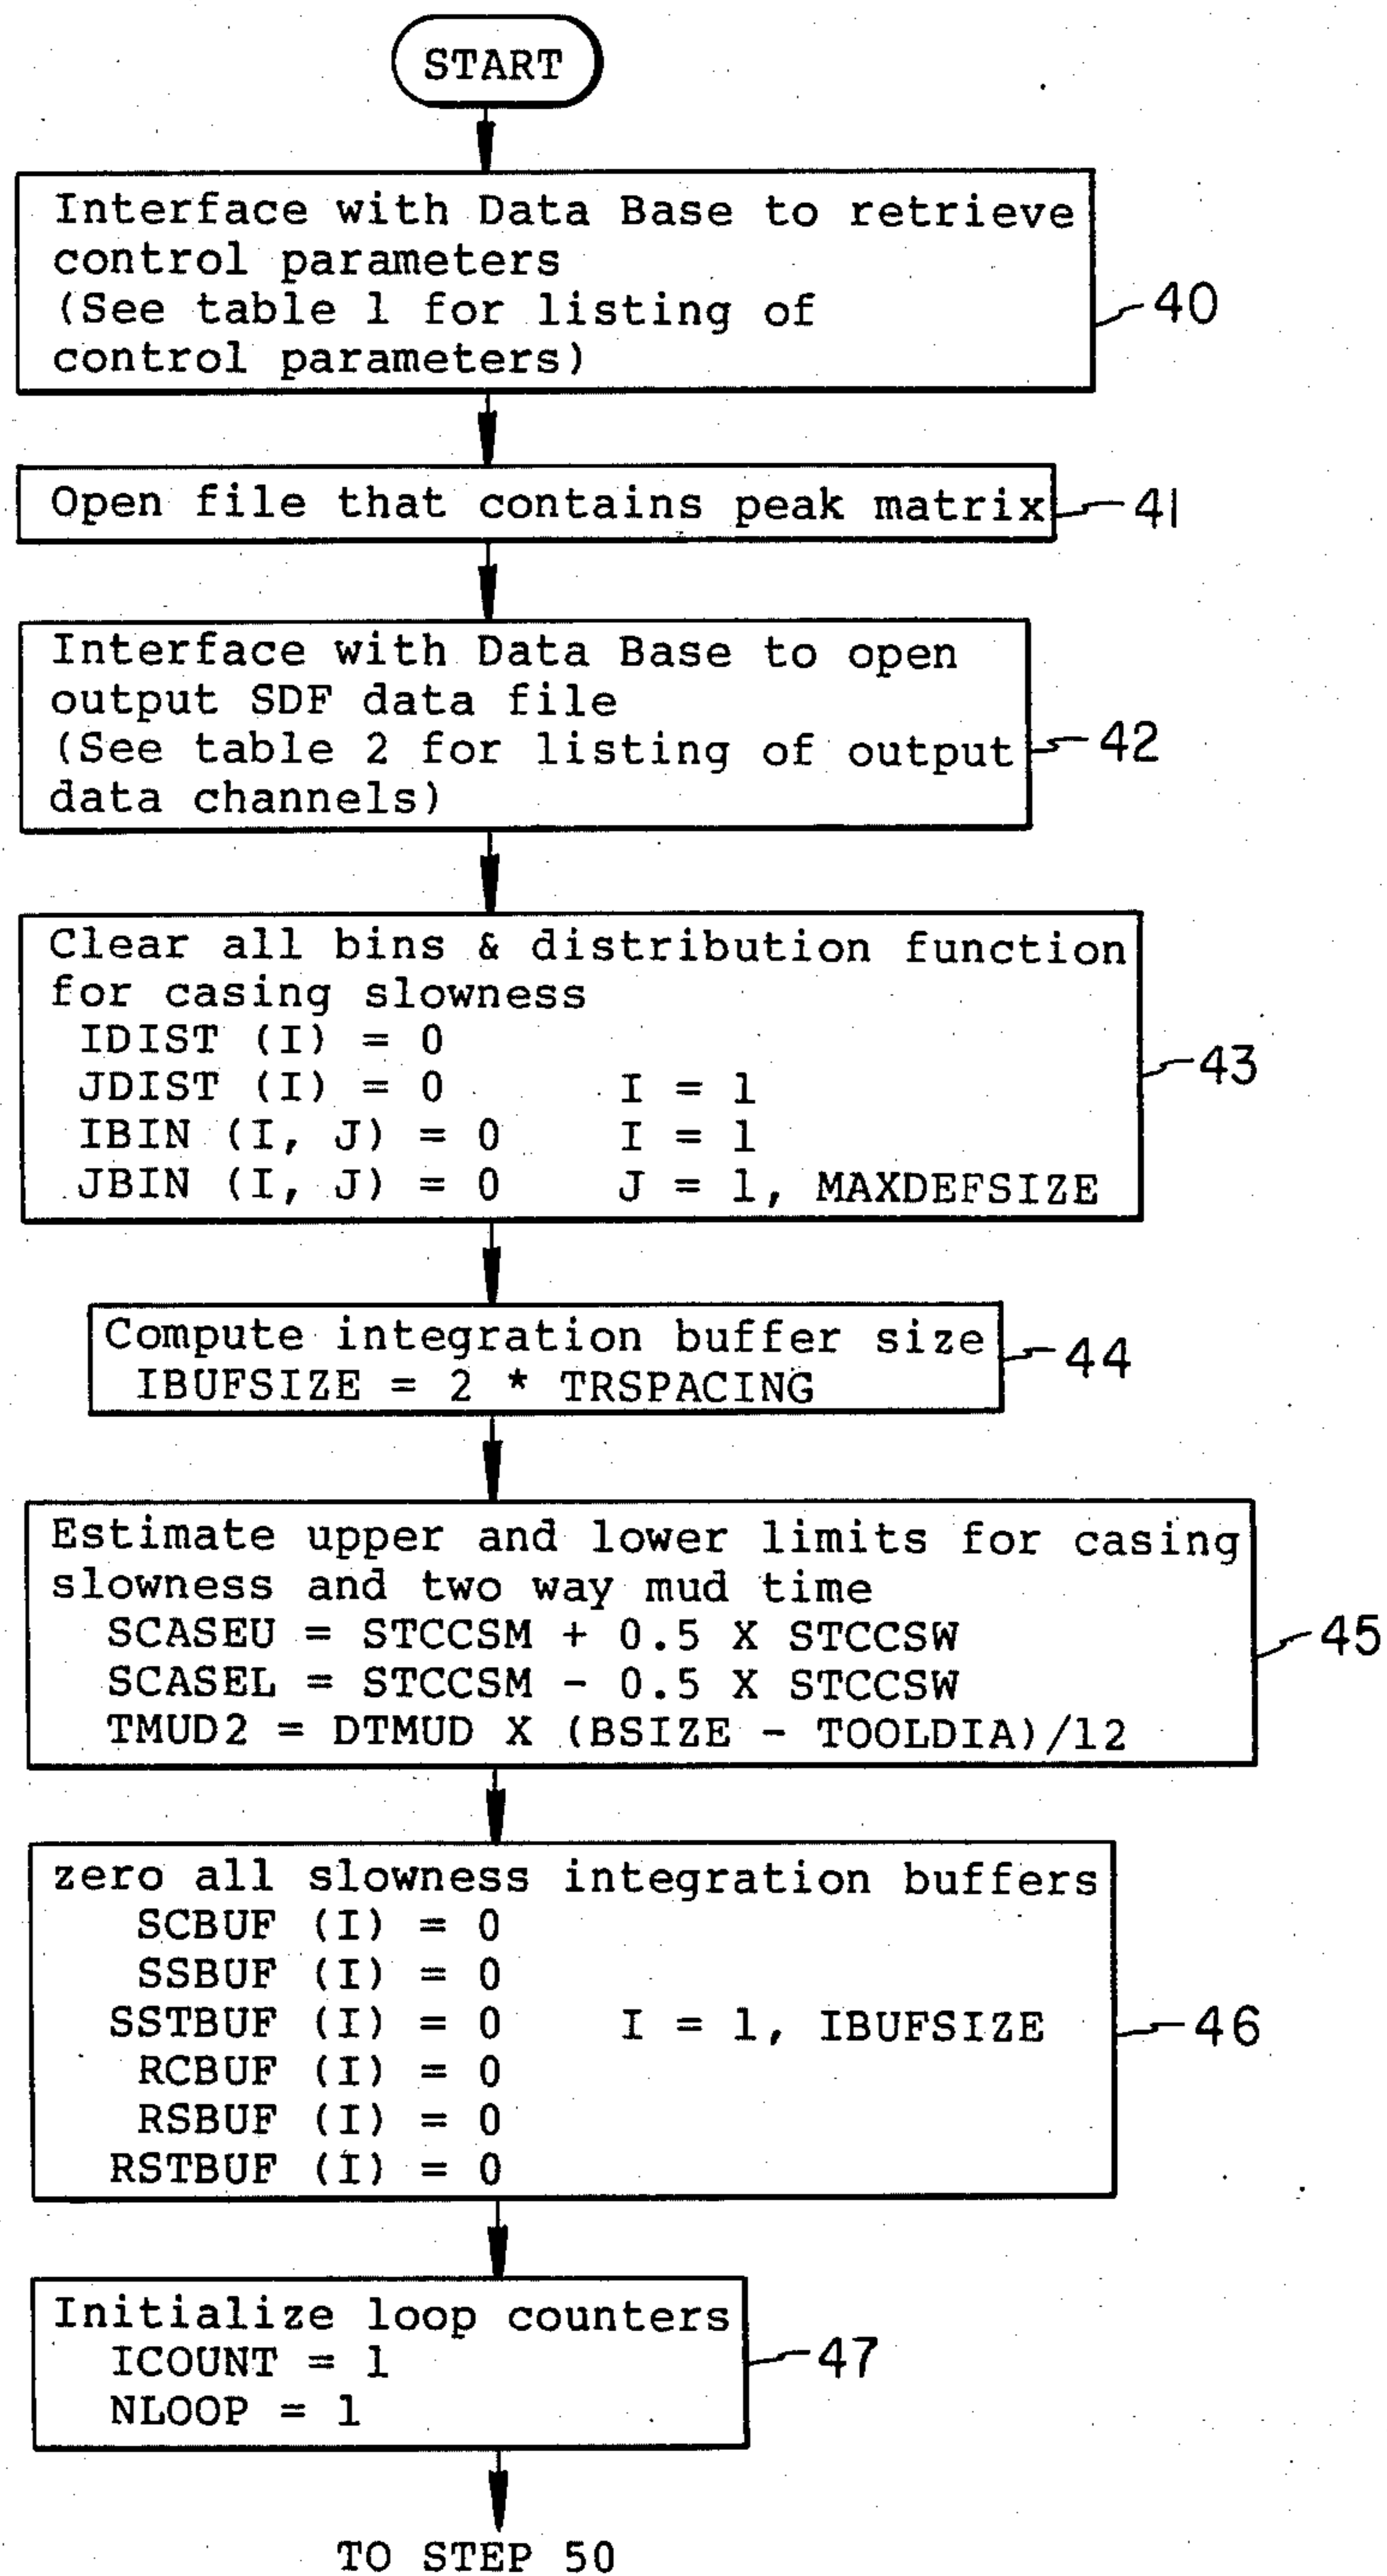 START
Interface with Data Base to retrieve
control parameters
(See table 1 for listing of
control parameters)
40
Open file that contains peak matrix
41
Interface with Data Base to open
output SDF data file
(See table 2 for listing of output
data channels)
42
Clear all bins & distribution function
for casing slowness
IDIST (I) = 0
JDIST (I) = 0 I = 1
IBIN (I, J) = 0 I = 1
JBIN (I, J) = 0 J = 1, MAXDEFSIZE
43
Compute integration buffer size
IBUFSIZE = 2 * TRSPACING
44
Estimate upper and lower limits for casing
slowness and two way mud time
SCASEU = STCCSM + 0.5 X STCCSW
SCASEL = STCCSM - 0.5 X STCCSW
TMUD2 = DTMUD X (BSIZE - TOOLDIA)/12
45
zero all slowness integration buffers
SCBUF (I) = 0
SSBUF (I) = 0
SSTBUF (I) = 0 I = 1, IBUFSIZE
RCBUF (I) = 0
RSBUF (I) = 0
RSTBUF (I) = 0
46
Initialize loop counters
ICOUNT = 1
NLOOP = 1
47
TO STEP 50